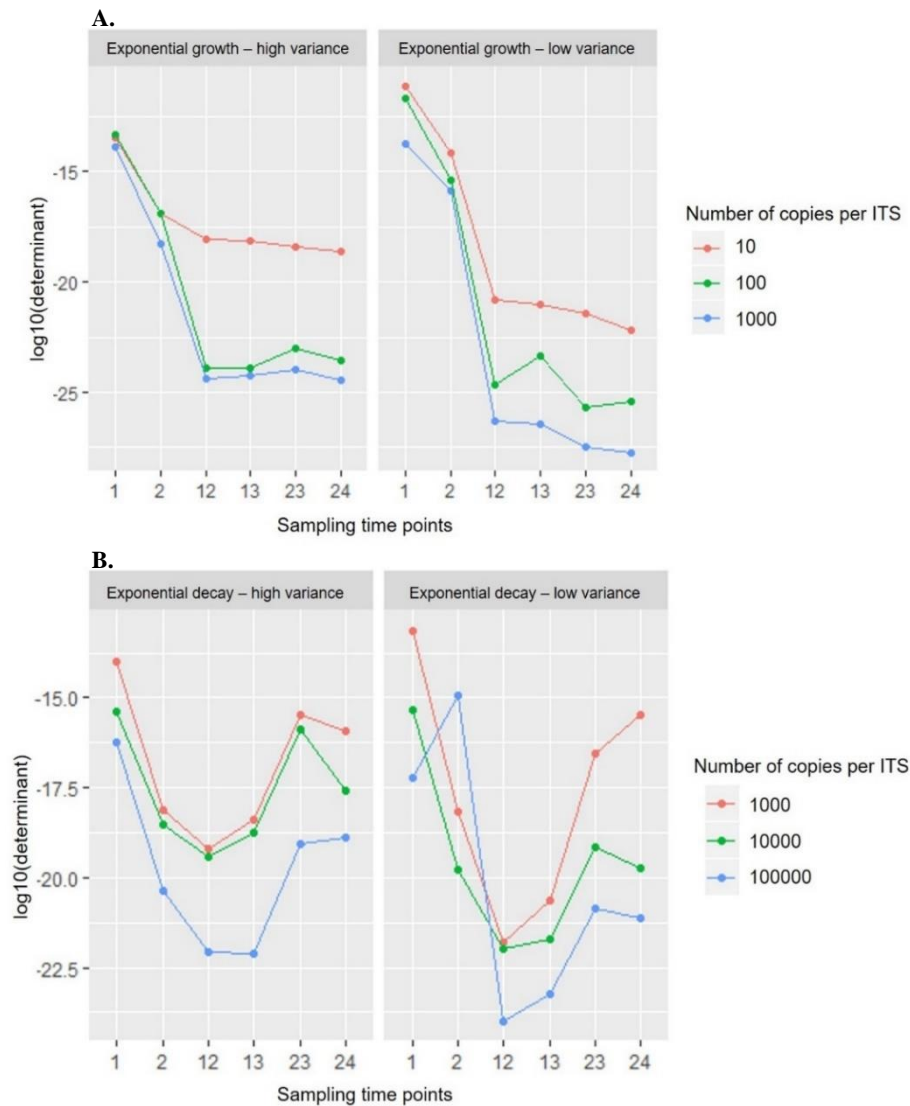 A.
Exponential growth – high variance
Exponential growth – low variance
log10(determinant)
-15
-20
-25
1 2 12 13 23 24
1 2 12 13 23 24
Sampling time points
Number of copies per ITS
10
100
1000
B.
Exponential decay – high variance
Exponential decay – low variance
log10(determinant)
-15.0
-17.5
-20.0
-22.5
1 2 12 13 23 24
1 2 12 13 23 24
Sampling time points
Number of copies per ITS
1000
10000
100000